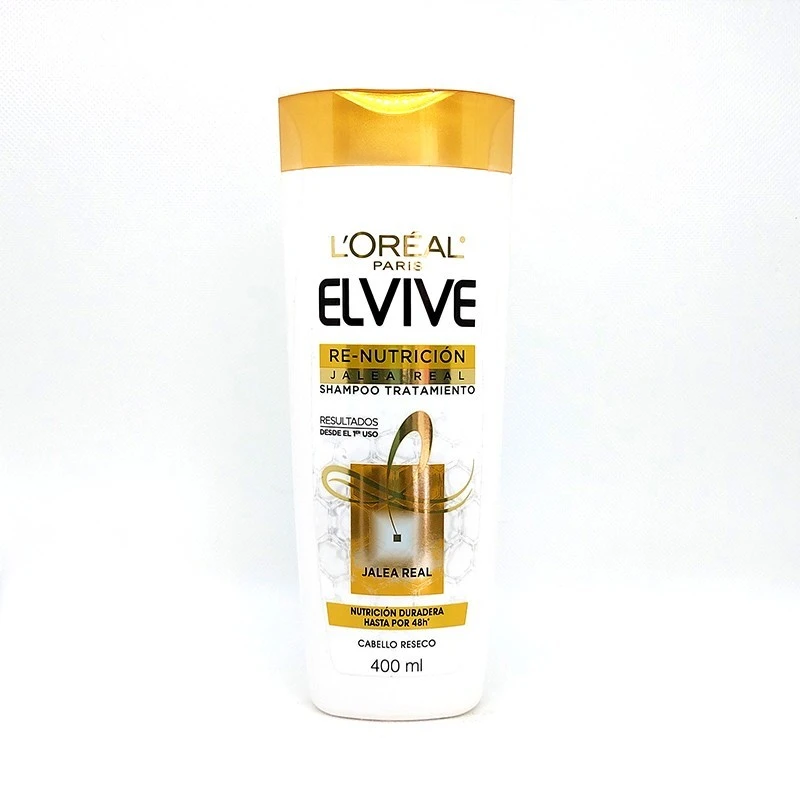 L'ORÉAL®
PARIS
ELVIVE
RE-NUTRICIÓN
JALEA REAL
SHAMPOO TRATAMIENTO
RESULTADOS
DESDE EL 1er USO
JALEA REAL
NUTRICIÓN DURADERA
HASTA POR 48h*
CABELLO RESECO
400 ml